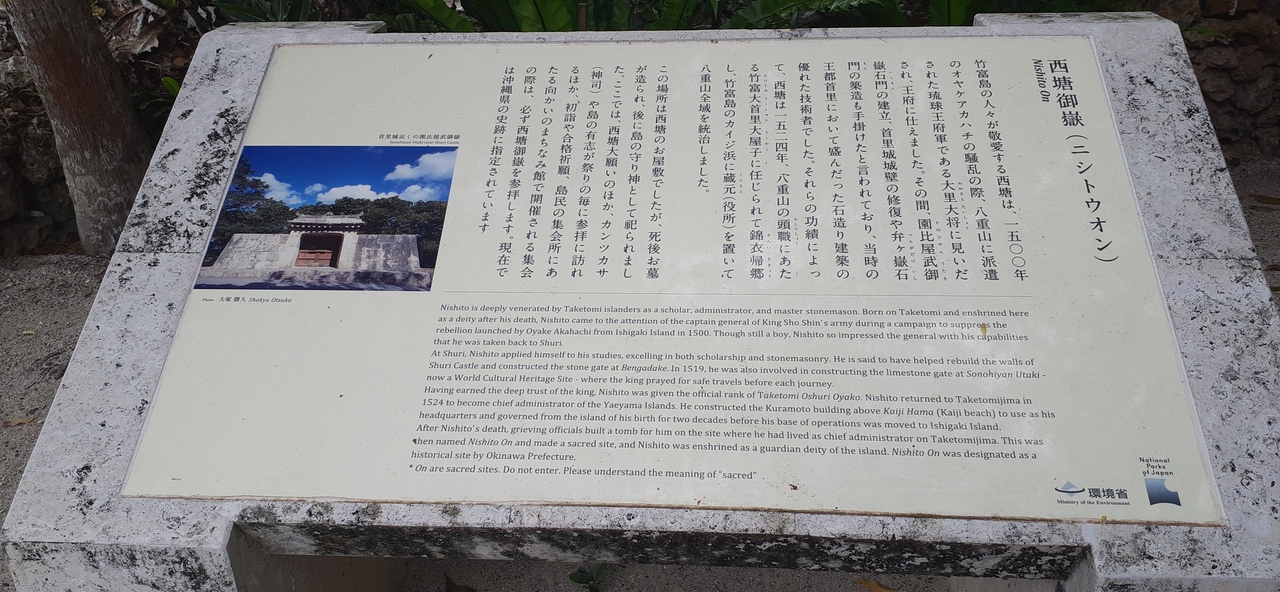 西塘御嶽（ニシトウオン）
Nishito On
竹富島の人々が敬愛する西塘は、一五〇〇年
のオヤケアカハチの騒乱の際、八重山に派遣
された琉球王府軍である大里大将に見いだ
され、王府に仕えました。その間、園比屋武御
嶽石門の建立、首里城城壁の修復や弁ヶ嶽石
門の築造も手掛けたと言われており、当時の
王都首里において盛んだった石造り建築の
優れた技術者でした。それらの功績によっ
て、西塘は一五二四年、八重山の頭職にあた
る竹富大首里大屋子に任じられて錦衣帰郷
し、竹富島のカイジ浜に蔵元（役所）を置いて
八重山全域を統治しました。
この場所は西塘のお屋敷でしたが、死後お墓
が造られ、後に島の守り神として祀られまし
た。ここでは、西塘大願いのほか、カンツカサ
（神司）や島の有志が祭りの毎に参拝に訪れ
るほか、初詣や合格祈願、島民の集会所にあ
たる向かいのまちなみ館で開催される集会
の際は、必ず西塘御嶽を参拝します。現在で
は沖縄県の史跡に指定されています
首里城近くの園比屋武御嶽
Sonohiyan Utaki near Shuri Castle
Photo 大塚 勝久 Shokyu Otsuka
Nishito is deeply venerated by Taketomi islanders as a scholar, administrator, and master stonemason. Born on Taketomi and enshrined here
as a deity after his death, Nishito came to the attention of the captain general of King Sho Shin's army during a campaign to suppress the
rebellion launched by Oyake Akahachi from Ishigaki Island in 1500. Though still a boy, Nishito so impressed the general with his capabilities
that he was taken back to Shuri.
At Shuri, Nishito applied himself to his studies, excelling in both scholarship and stonemasonry. He is said to have helped rebuild the walls of
Shuri Castle and constructed the stone gate at Bengadake. In 1519, he was also involved in constructing the limestone gate at Sonohiyan Utaki -
now a World Cultural Heritage Site - where the king prayed for safe travels before each journey.
Having earned the deep trust of the king, Nishito was given the official rank of Taketomi Oshuri Oyako. Nishito returned to Taketomijima in
1524 to become chief administrator of the Yaeyama Islands. He constructed the Kuramoto building above Kaiji Hama (Kaiji beach) to use as his
headquarters and governed from the island of his birth for two decades before his base of operations was moved to Ishigaki Island.
After Nishito's death, grieving officials built a tomb for him on the site where he had lived as chief administrator on Taketomijima. This was
then named Nishito On and made a sacred site, and Nishito was enshrined as a guardian deity of the island. Nishito On was designated as a
historical site by Okinawa Prefecture.
* On are sacred sites. Do not enter. Please understand the meaning of "sacred"
環境省
Ministry of the Environment
National
Parks
of Japan